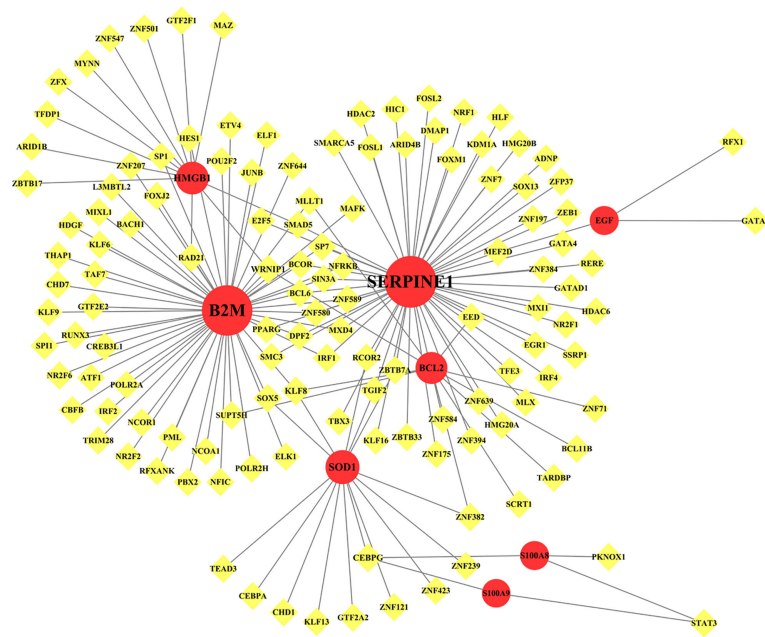 GTF2F1
ZNF501
MAZ
ZNF547
MYNN
ZFX
TFDP1
ARID1B
ZBTB17
HES1
ETV4
ELF1
SP1
POU2F2
ZNF207
JUNB
ZNF644
HMGB1
L3MBTL2
FOXJ2
MLLT1
MAFK
MIXL1
BACH1
E2F5
SMAD5
HDGF
KLF6
SP7
THAP1
RAD21
BCOR
NFRKB
WRNIP1
TAF7
SIN3A
CHD7
BCL6
ZNF589
GTF2E2
B2M
ZNF580
KLF9
PPARG
MXD4
RUNX3
DPF2
SPI1
CREB3L1
SMC3
IRF1
NR2F6
ATF1
POLR2A
CBFB
IRF2
SOX5
KLF8
SUPT5H
TRIM28
NCOR1
PML
NCOA1
ELK1
NR2F2
RFXANK
POLR2H
PBX2
NFIC
FOSL2
HDAC2
HIC1
NRF1
HLF
DMAP1
SMARCA5
FOSL1
ARID4B
KDM1A
HMG20B
FOXM1
ADNP
ZNF7
SOX13
ZFP37
ZNF197
ZEB1
EGF
RFX1
GATA
MEF2D
GATA4
SERPINE1
ZNF384
RERE
GATAD1
MXI1
HDAC6
EED
NR2F1
EGR1
SSRP1
RCOR2
ZBTB7A
BCL2
TFE3
IRF4
TGIF2
ZNF639
MLX
ZNF71
TBX3
ZNF584
HMG20A
KLF16
ZBTB33
ZNF394
BCL11B
ZNF175
SOD1
TARDBP
SCRT1
ZNF382
CEBPG
S100A8
PKNOX1
TEAD3
ZNF239
CEBPA
ZNF423
S100A9
CHD1
KLF13
GTF2A2
ZNF121
STAT3